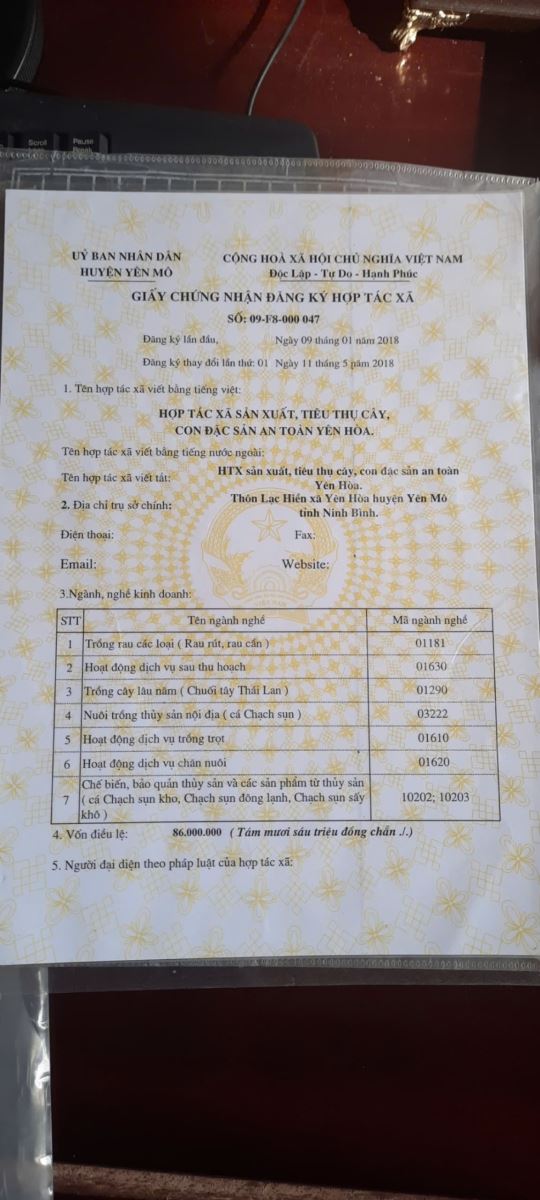 Scroll
Pause
Break
UỶ BAN NHÂN DÂN
HUYỆN YÊN MÔ
CỘNG HOÀ XÃ HỘI CHỦ NGHĨA VIỆT NAM
Độc Lập - Tự Do - Hạnh Phúc
GIẤY CHỨNG NHẬN ĐĂNG KÝ HỢP TÁC XÃ
SỐ: 09-F8-000 047
Đăng ký lần đầu, Ngày 09 tháng 01 năm 2018
Đăng ký thay đổi lần thứ: 01 Ngày 11 tháng 5 năm 2018
1. Tên hợp tác xã viết bằng tiếng việt:
HỢP TÁC XÃ SẢN XUẤT, TIÊU THỤ CÂY,
CON ĐẶC SẢN AN TOÀN YÊN HÒA.
Tên hợp tác xã viết bằng tiếng nước ngoài:
Tên hợp tác xã viết tắt: HTX sản xuất, tiêu thụ cây, con đặc sản an toàn
Yên Hòa.
2. Địa chỉ trụ sở chính: Thôn Lạc Hiền xã Yên Hòa huyện Yên Mô
tỉnh Ninh Bình.
Điện thoại: Fax:
Email: Website:
3.Ngành, nghề kinh doanh:
STT Tên ngành nghề Mã ngành nghề
1 Trồng rau các loại ( Rau rút, rau cần ) 01181
2 Hoạt động dịch vụ sau thu hoạch 01630
3 Trồng cây lâu năm ( Chuối tây Thái Lan ) 01290
4 Nuôi trồng thủy sản nội địa ( cá Chạch sụn ) 03222
5 Hoạt động dịch vụ trồng trọt 01610
6 Hoạt động dịch vụ chăn nuôi 01620
7 Chế biến, bảo quản thủy sản và các sản phẩm từ thủy sản
( cá Chạch sụn kho, Chạch sụn đông lạnh, Chạch sụn sấy
khô ) 10202; 10203
4. Vốn điều lệ: 86.000.000 ( Tám mươi sáu triệu đồng chẵn ./.)
5. Người đại diện theo pháp luật của hợp tác xã: